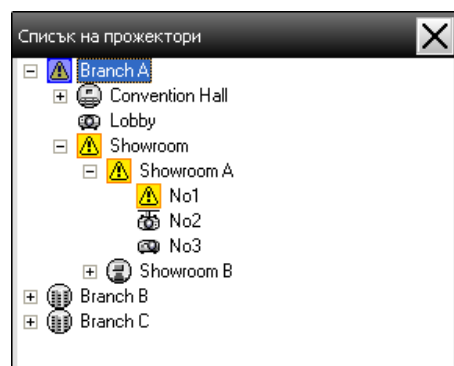 Списък на прожектори
Branch A
Convention Hall
Lobby
Showroom
Showroom A
No1
No2
No3
Showroom B
Branch B
Branch C